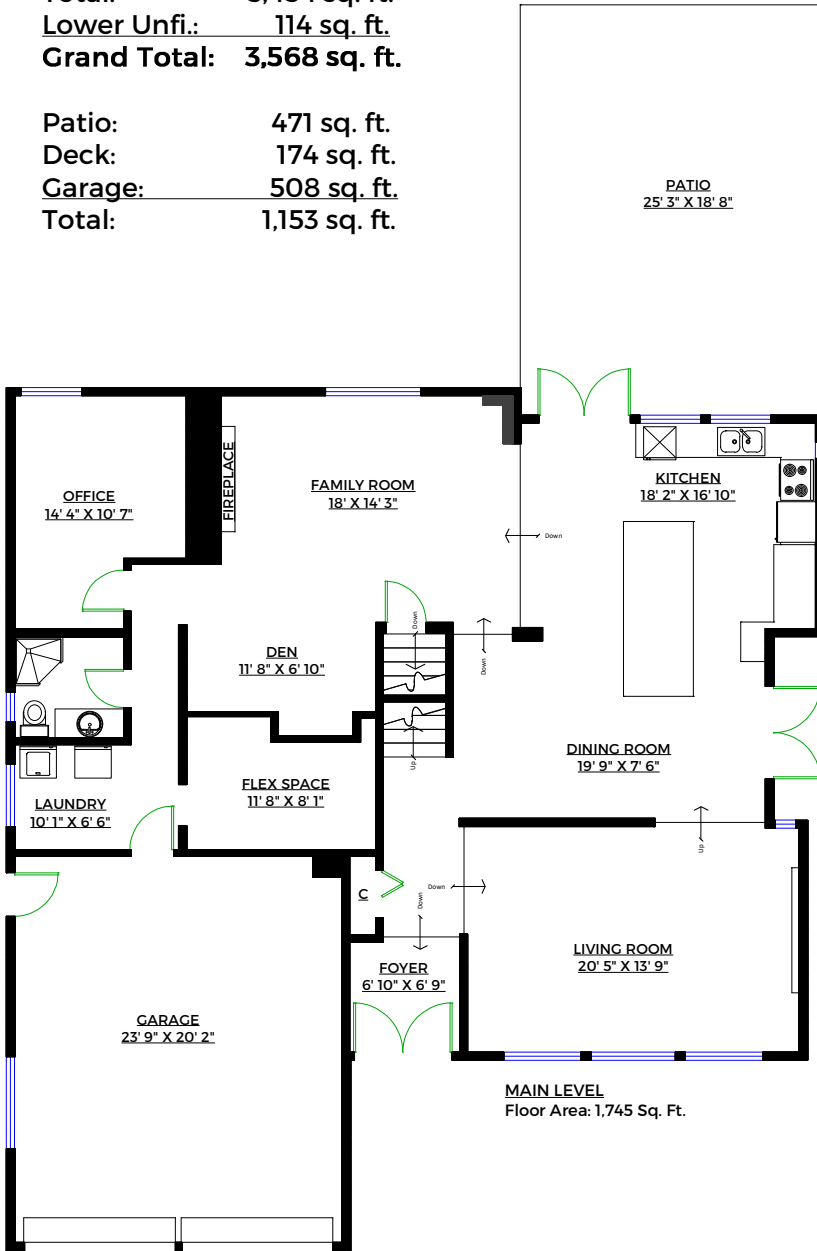 Lower Unfi.: 114 sq. ft.
Grand Total: 3,568 sq. ft.
Patio: 471 sq. ft.
Deck: 174 sq. ft.
Garage: 508 sq. ft.
Total: 1,153 sq. ft.
PATIO
25' 3" X 18' 8"
OFFICE
14' 4" X 10' 7"
FIREPLACE
FAMILY ROOM
18' X 14' 3"
KITCHEN
18' 2" X 16' 10"
Down
Down
Down
DEN
11' 8" X 6' 10"
Up
DINING ROOM
19' 9" X 7' 6"
FLEX SPACE
11' 8" X 8' 1"
LAUNDRY
10' 1" X 6' 6"
Up
C
Down
Down
LIVING ROOM
20' 5" X 13' 9"
FOYER
6' 10" X 6' 9"
GARAGE
23' 9" X 20' 2"
MAIN LEVEL
Floor Area: 1,745 Sq. Ft.